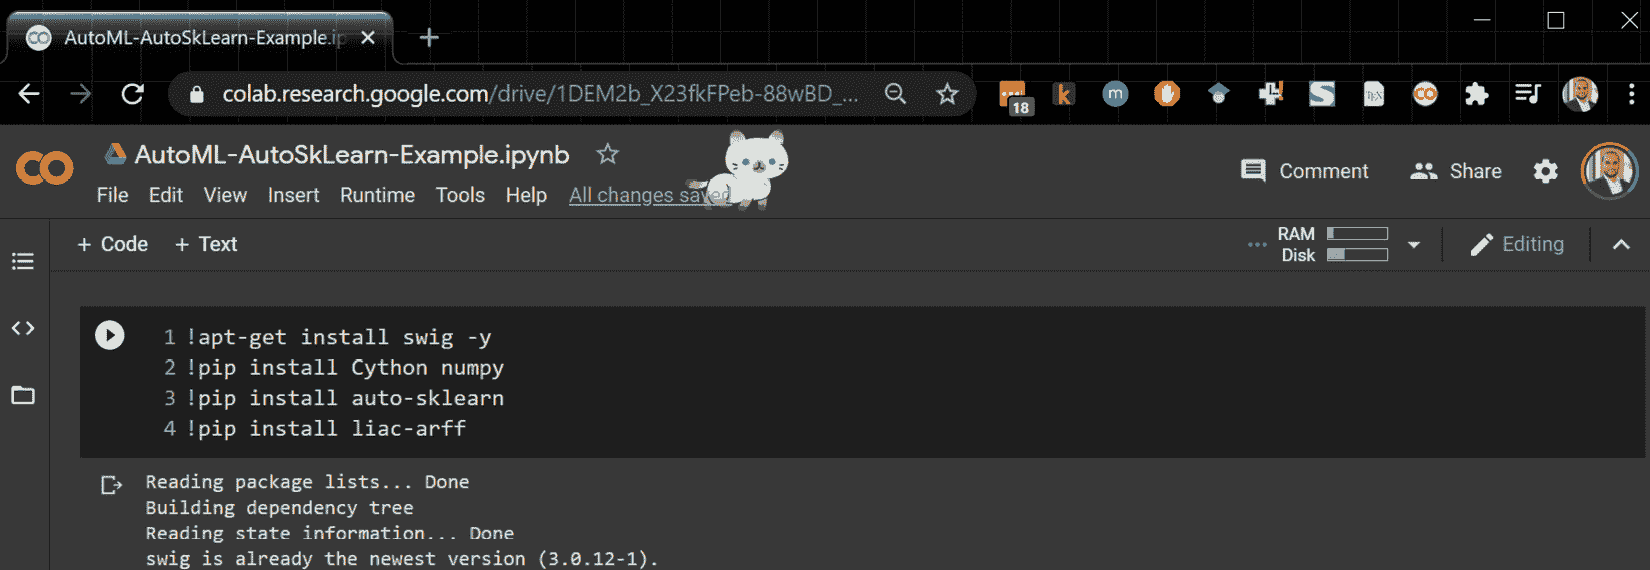 AutoML-AutoSkLearn-Example.ip
colab.research.google.com/drive/1DEM2b_X23fkFPeb-88wBD_...
18
k
m
AutoML-AutoSkLearn-Example.ipynb
Comment
Share
File Edit View Insert Runtime Tools Help All changes saved
+ Code + Text
RAM
Disk
Editing
1 !apt-get install swig -y
2 !pip install Cython numpy
3 !pip install auto-sklearn
4 !pip install liac-arff
Reading package lists... Done
Building dependency tree
Reading state information... Done
swig is already the newest version (3.0.12-1).